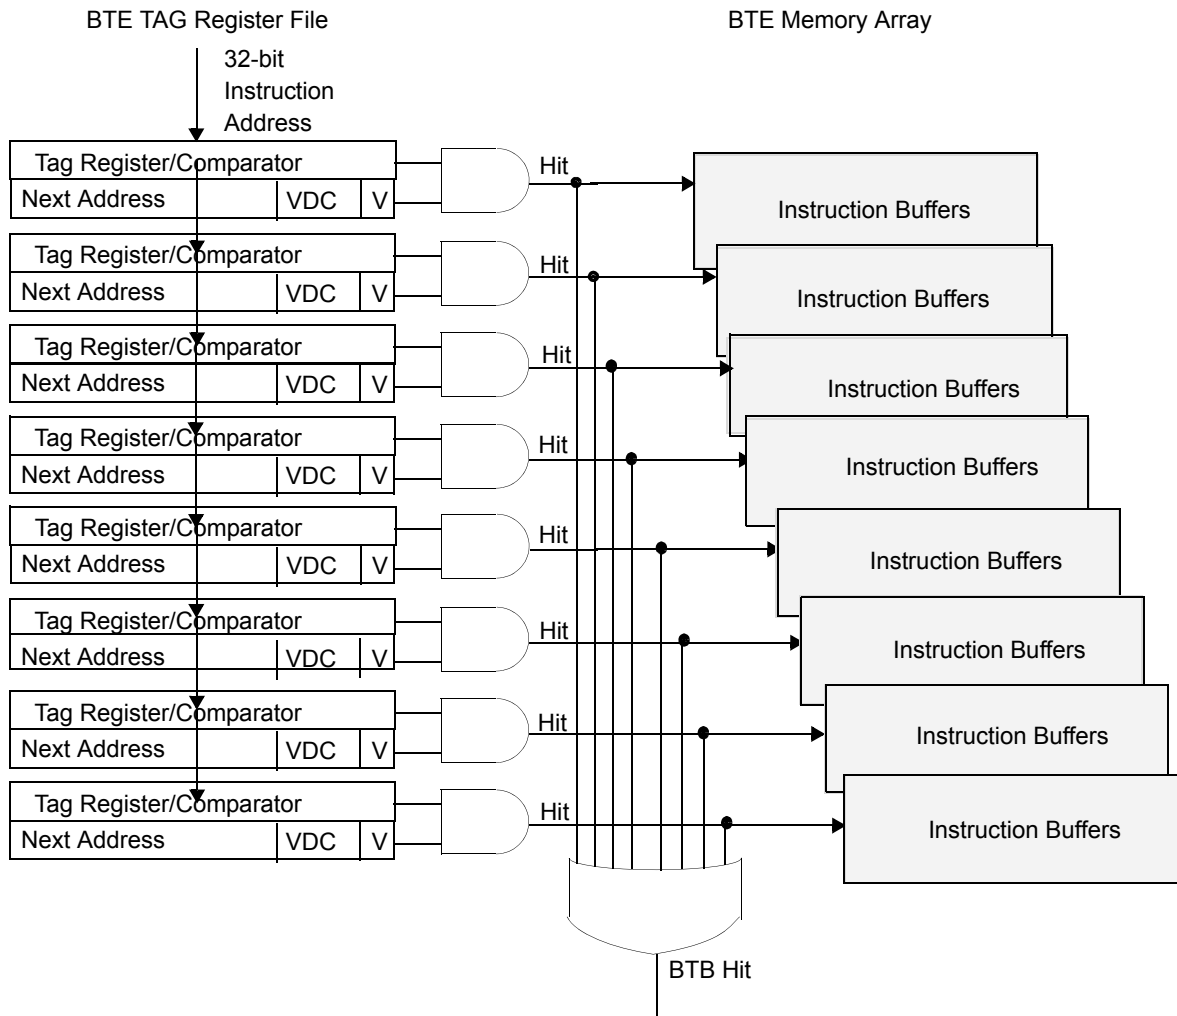 BTE TAG Register File
BTE Memory Array
32-bit
Instruction
Address
Tag Register/Comparator
Next Address VDC V
Hit
Instruction Buffers
Tag Register/Comparator
Next Address VDC V
Hit
Instruction Buffers
Tag Register/Comparator
Next Address VDC V
Hit
Instruction Buffers
Tag Register/Comparator
Next Address VDC V
Hit
Instruction Buffers
Tag Register/Comparator
Next Address VDC V
Hit
Instruction Buffers
Tag Register/Comparator
Next Address VDC V
Hit
Instruction Buffers
Tag Register/Comparator
Next Address VDC V
Hit
Instruction Buffers
Tag Register/Comparator
Next Address VDC V
Hit
Instruction Buffers
BTB Hit